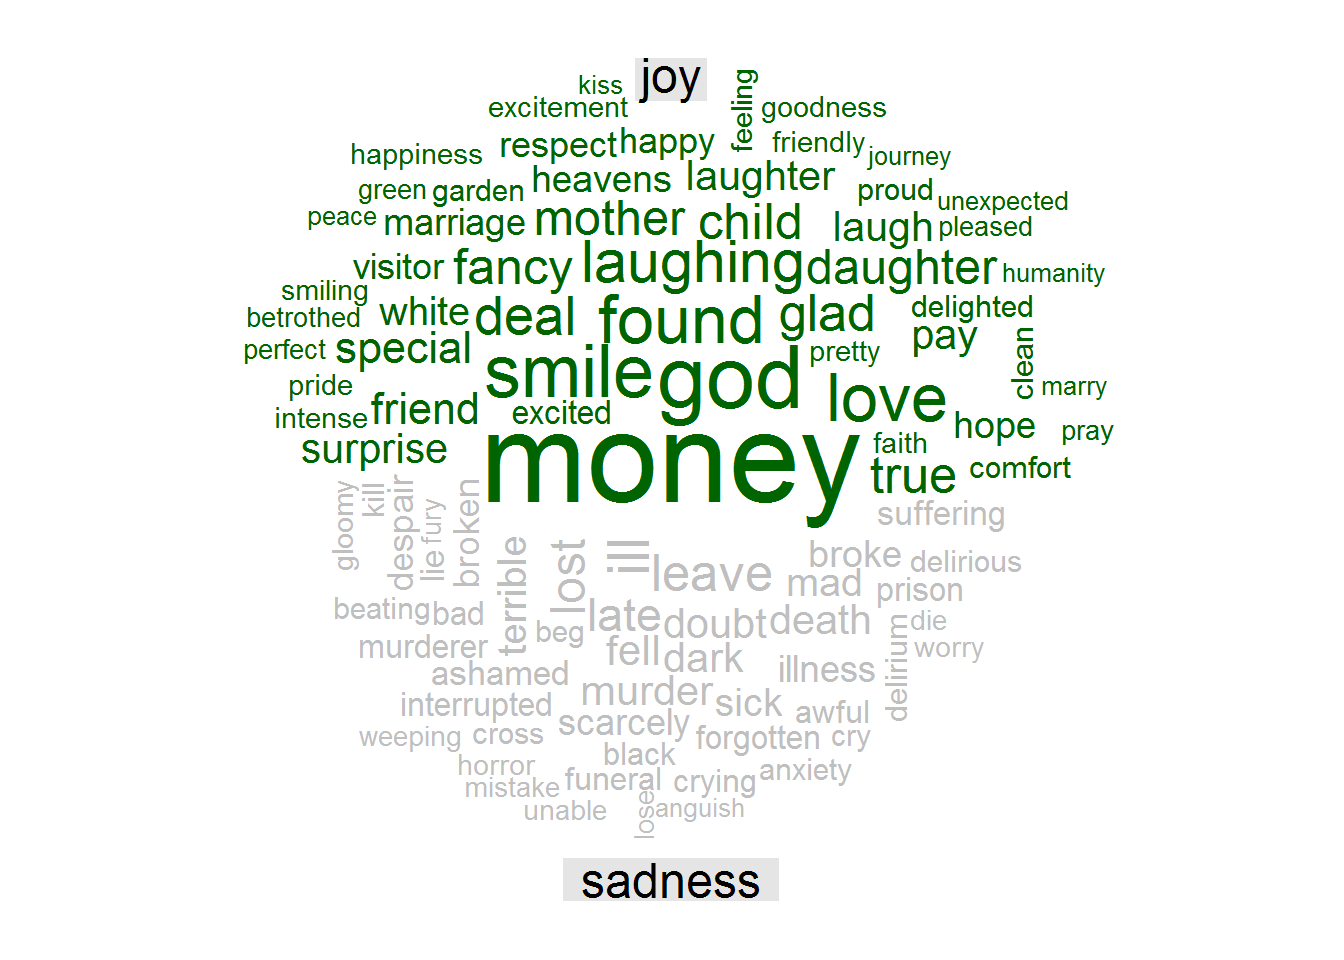 joy
kiss
feeling
excitement
goodness
respect happy
friendly
happiness
journey
heavens laughter
green garden
proud
unexpected
peace marriage mother child laugh pleased
visitor fancy laughing daughter humanity
smiling
betrothed white deal found glad delighted
perfect special
pretty pay
clean
pride smile god
marry
intense friend excited love hope pray
surprise money faith
true comfort
gloomy kill despair fury lie broken
suffering
terrible lost ill leave broke delirious
mad prison
beating bad beg late doubt death die
murderer fell dark delirium worry
ashamed illness
interrupted murder sick awful
weeping cross scarcely forgotten cry
black
horror funeral crying anxiety
mistake
unable lose anguish
sadness